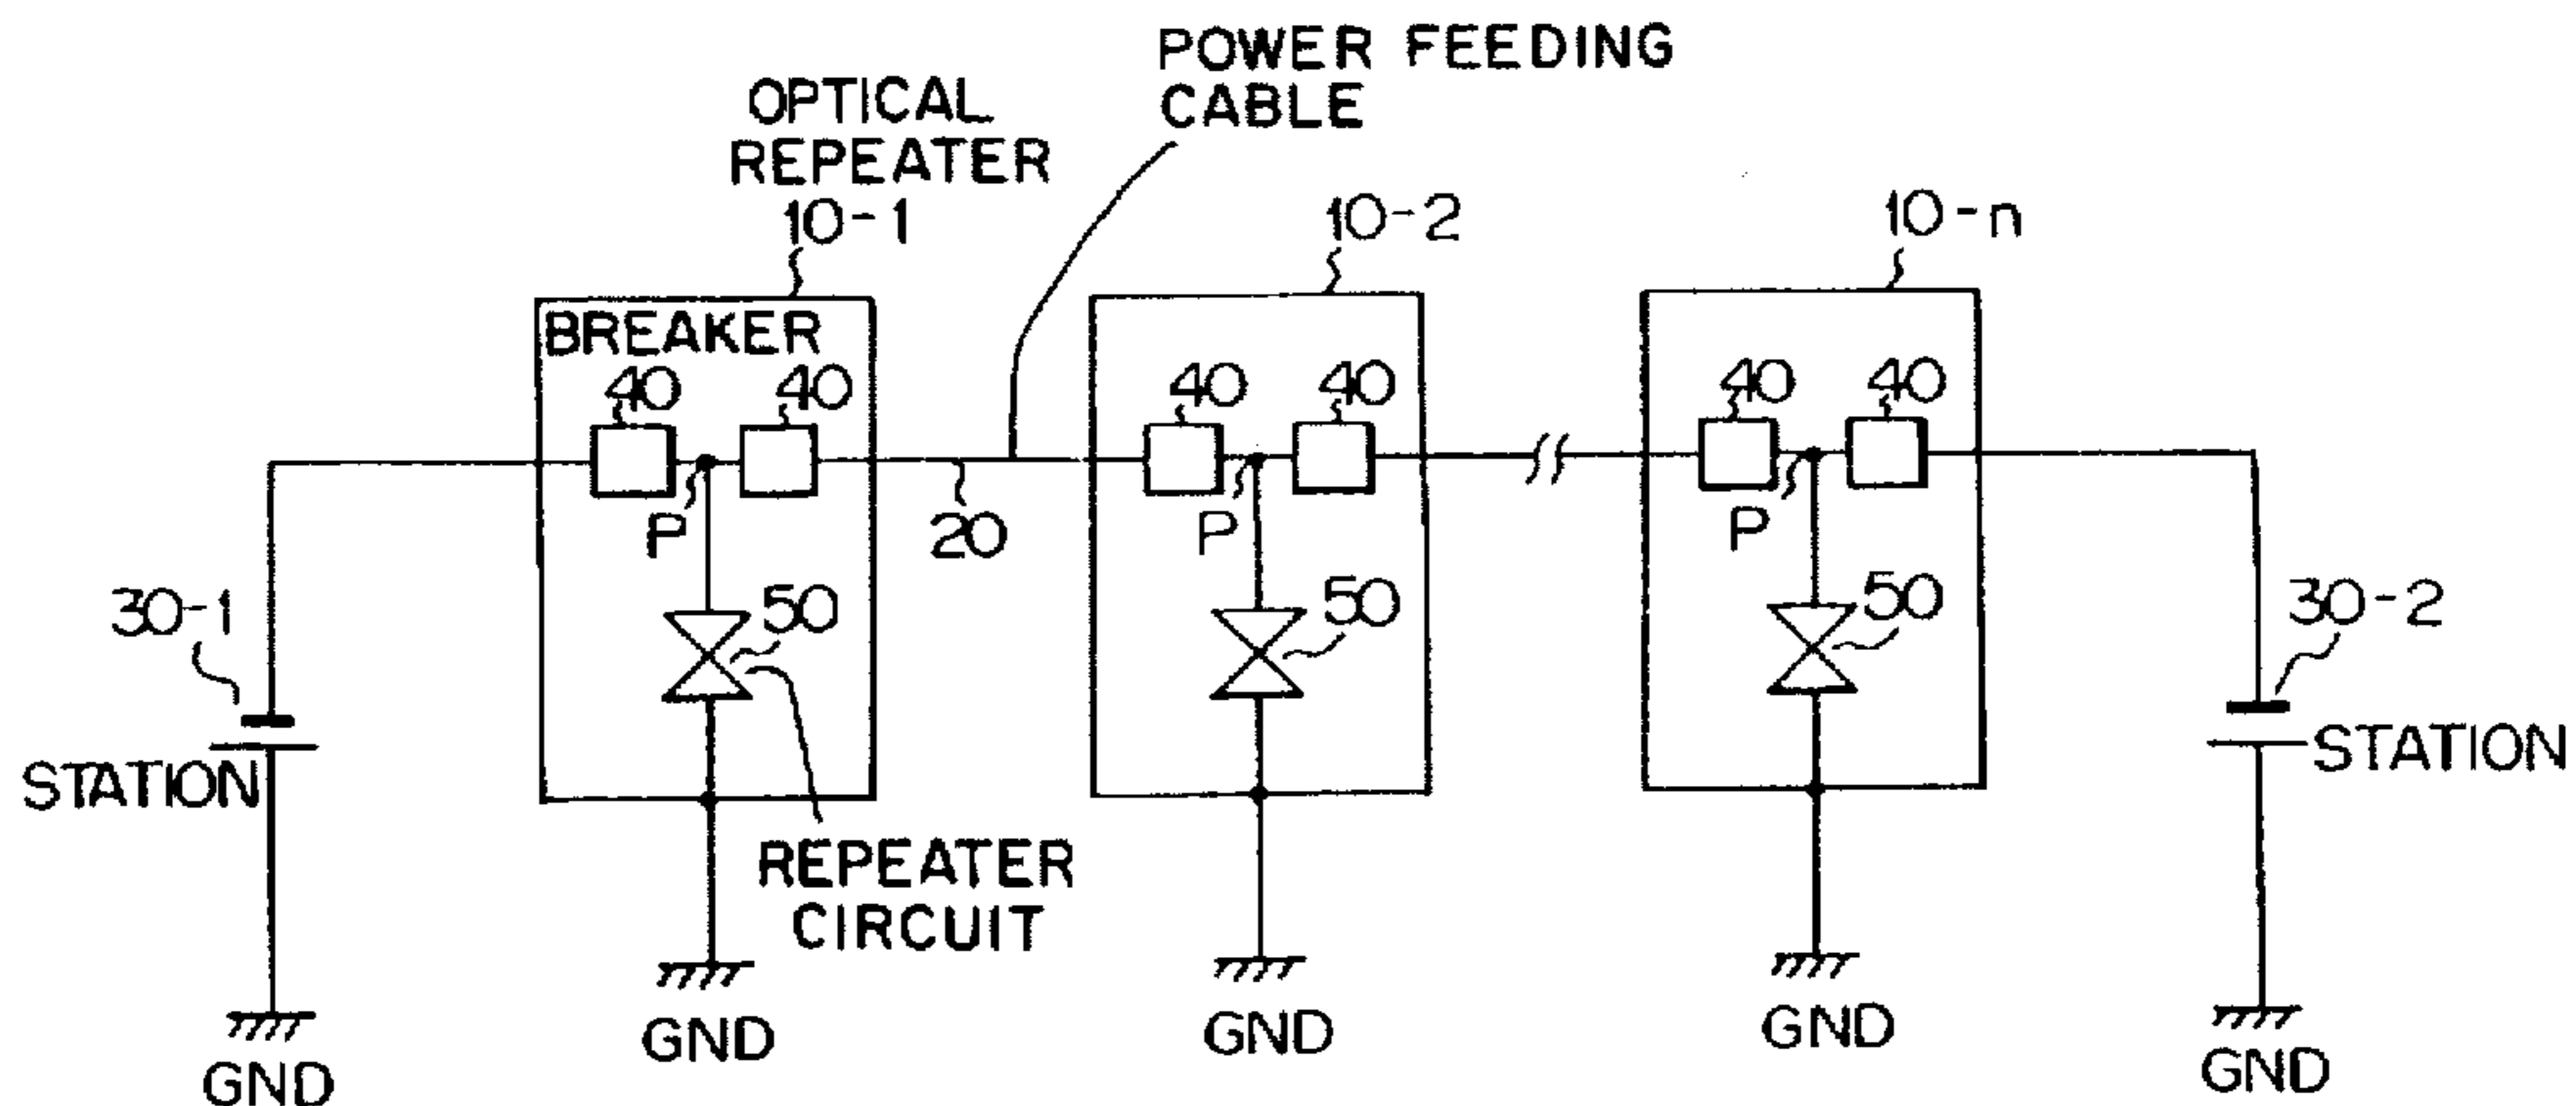 POWER FEEDING
CABLE
OPTICAL
REPEATER
10-1
10-2
10-n
BREAKER
40 40
40 40
40 40
P
20
P
P
30-1
STATION
50
50
50
30-2
STATION
REPEATER
CIRCUIT
GND
GND
GND
GND
GND